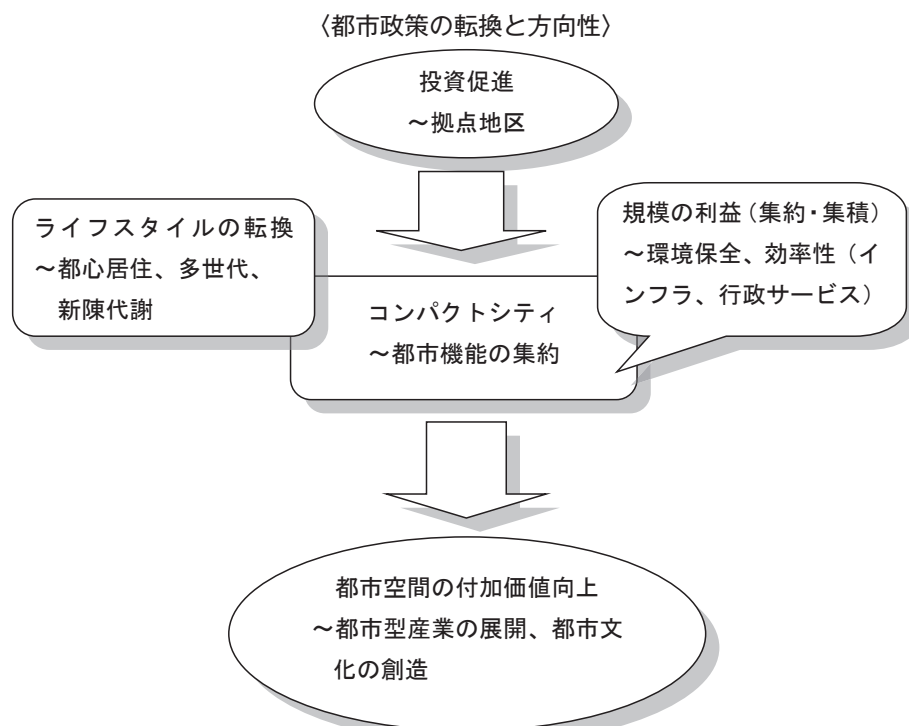 〈都市政策の転換と方向性〉
投資促進
～拠点地区
ライフスタイルの転換
～都心居住、多世代、
新陳代謝
規模の利益（集約・集積）
～環境保全、効率性（イ
ンフラ、行政サービス）
コンパクトシティ
～都市機能の集約
都市空間の付加価値向上
～都市型産業の展開、都市文
化の創造